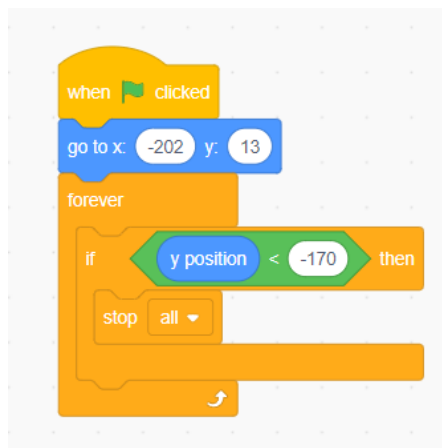 when clicked
go to x: -202 y: 13
forever
if y position < -170 then
stop all